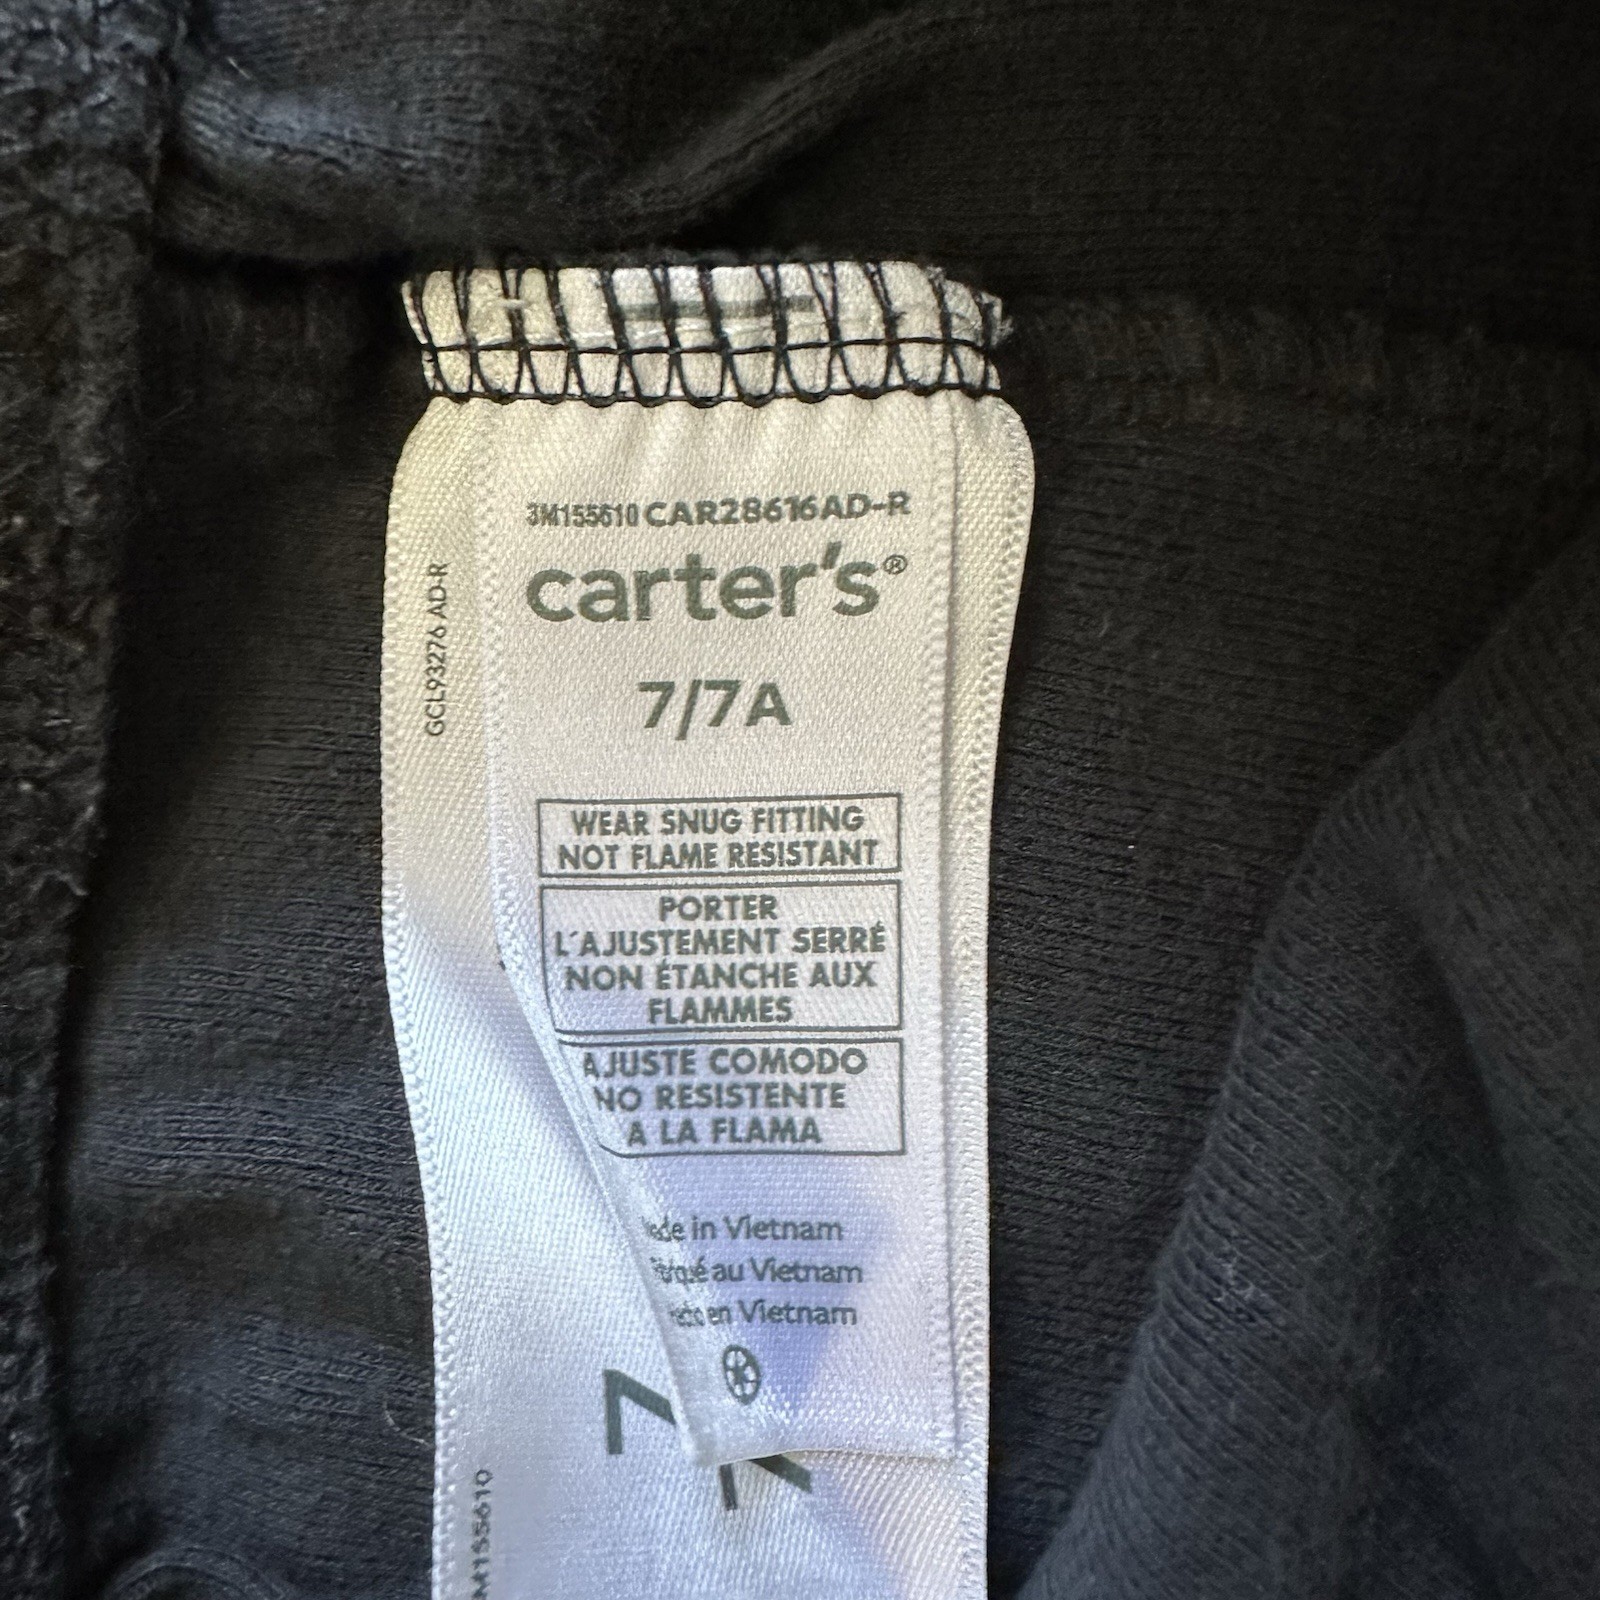 3M155610 CAR28616AD-R
carter's®
7/7A
WEAR SNUG FITTING
NOT FLAME RESISTANT
PORTER
L'AJUSTEMENT SERRÉ
NON ÉTANCHE AUX
FLAMMES
AJUSTE COMODO
NO RESISTENTE
A LA FLAMA
in Vietnam
au Vietnam
en Vietnam
GCL93276 AD-R
M155610